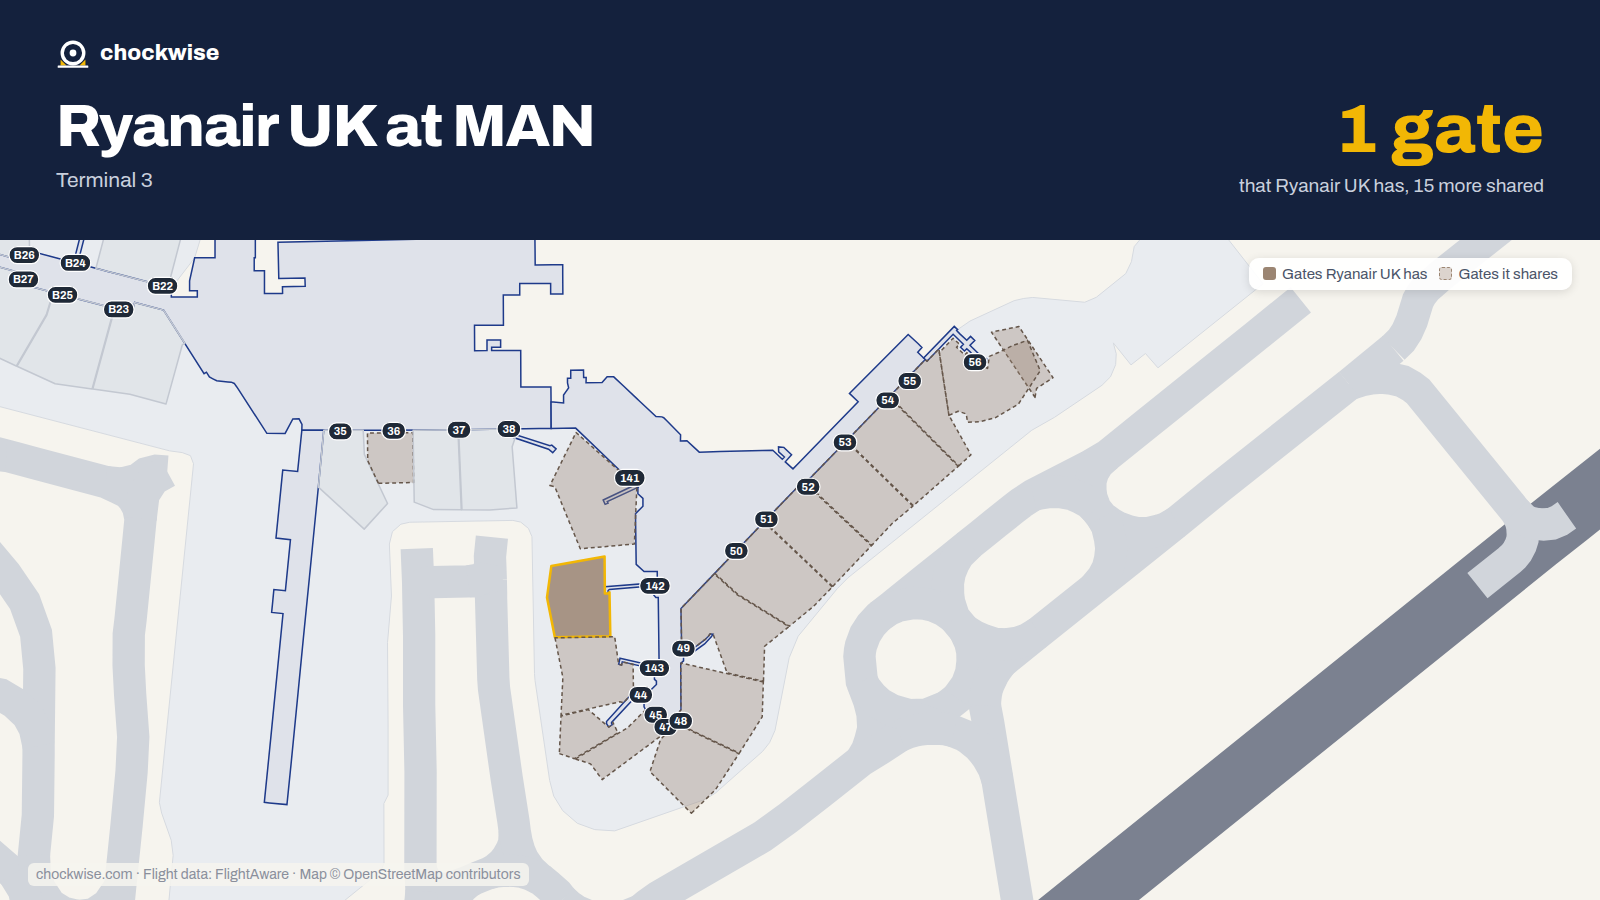 chockwise
Ryanair UK at MAN
Terminal 3
1 gate
that Ryanair UK has, 15 more shared
Gates Ryanair UK has
Gates it shares
B26
B24
B27
B25
B22
B23
35
36
37
38
141
142
143
44
45
47
48
49
50
51
52
53
54
55
56
chockwise.com · Flight data: FlightAware · Map © OpenStreetMap contributors